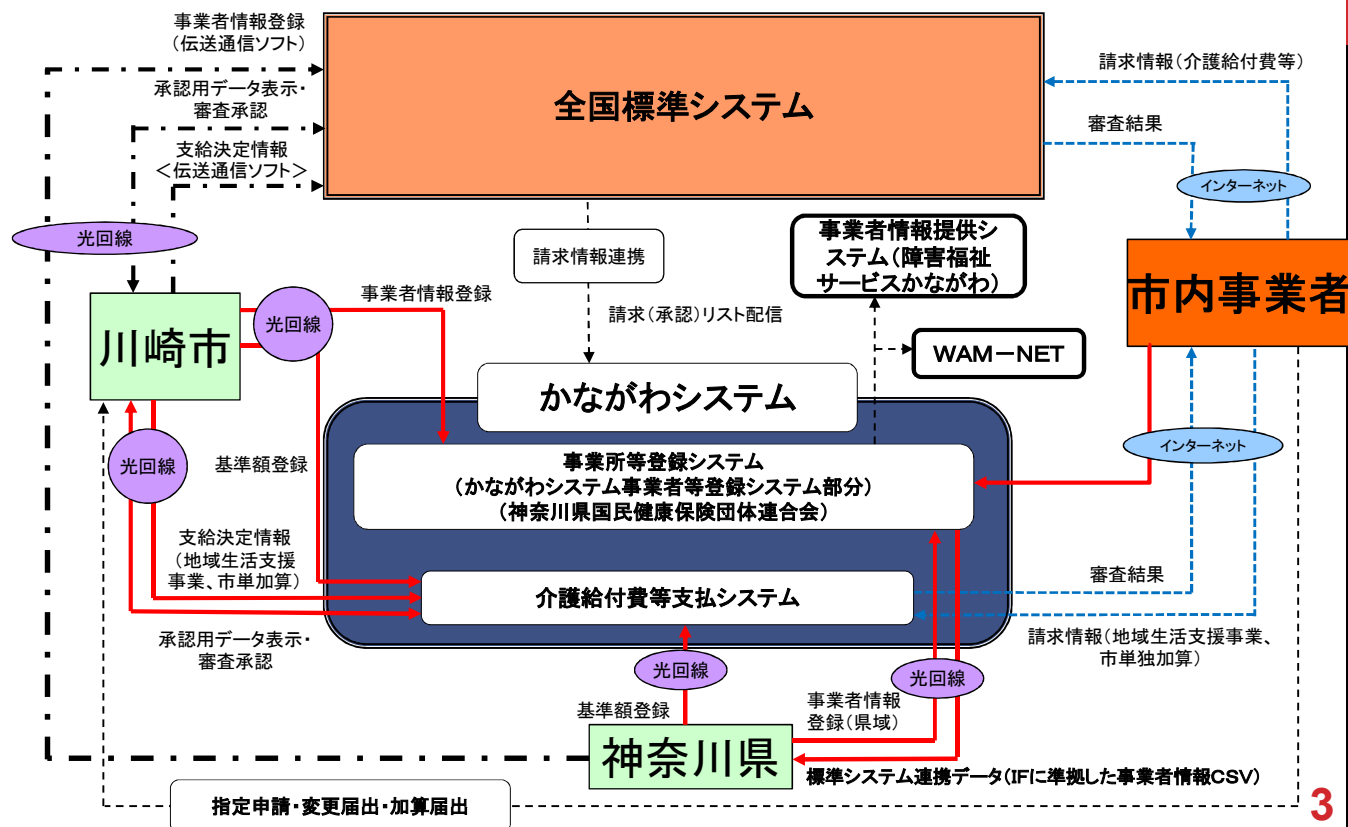 事業者情報登録
（伝送通信ソフト）
承認用データ表示・
審査承認
支給決定情報
＜伝送通信ソフト＞
全国標準システム
請求情報（介護給付費等）
審査結果
インターネット
光回線
請求情報連携
事業者情報提供シ
ステム（障害福祉
サービスかながわ）
市内事業者
事業者情報登録
光回線
川崎市
請求（承認）リスト配信
WAM－NET
かながわシステム
インターネット
光回線
基準額登録
事業所等登録システム
（かながわシステム事業者等登録システム部分）
（神奈川県国民健康保険団体連合会）
支給決定情報
（地域生活支援
事業、市単加算）
介護給付費等支払システム
審査結果
承認用データ表示・
審査承認
請求情報（地域生活支援事業、
市単独加算）
光回線
光回線
基準額登録
事業者情報
登録（県域）
神奈川県
標準システム連携データ（IFに準拠した事業者情報CSV）
指定申請・変更届出・加算届出
3